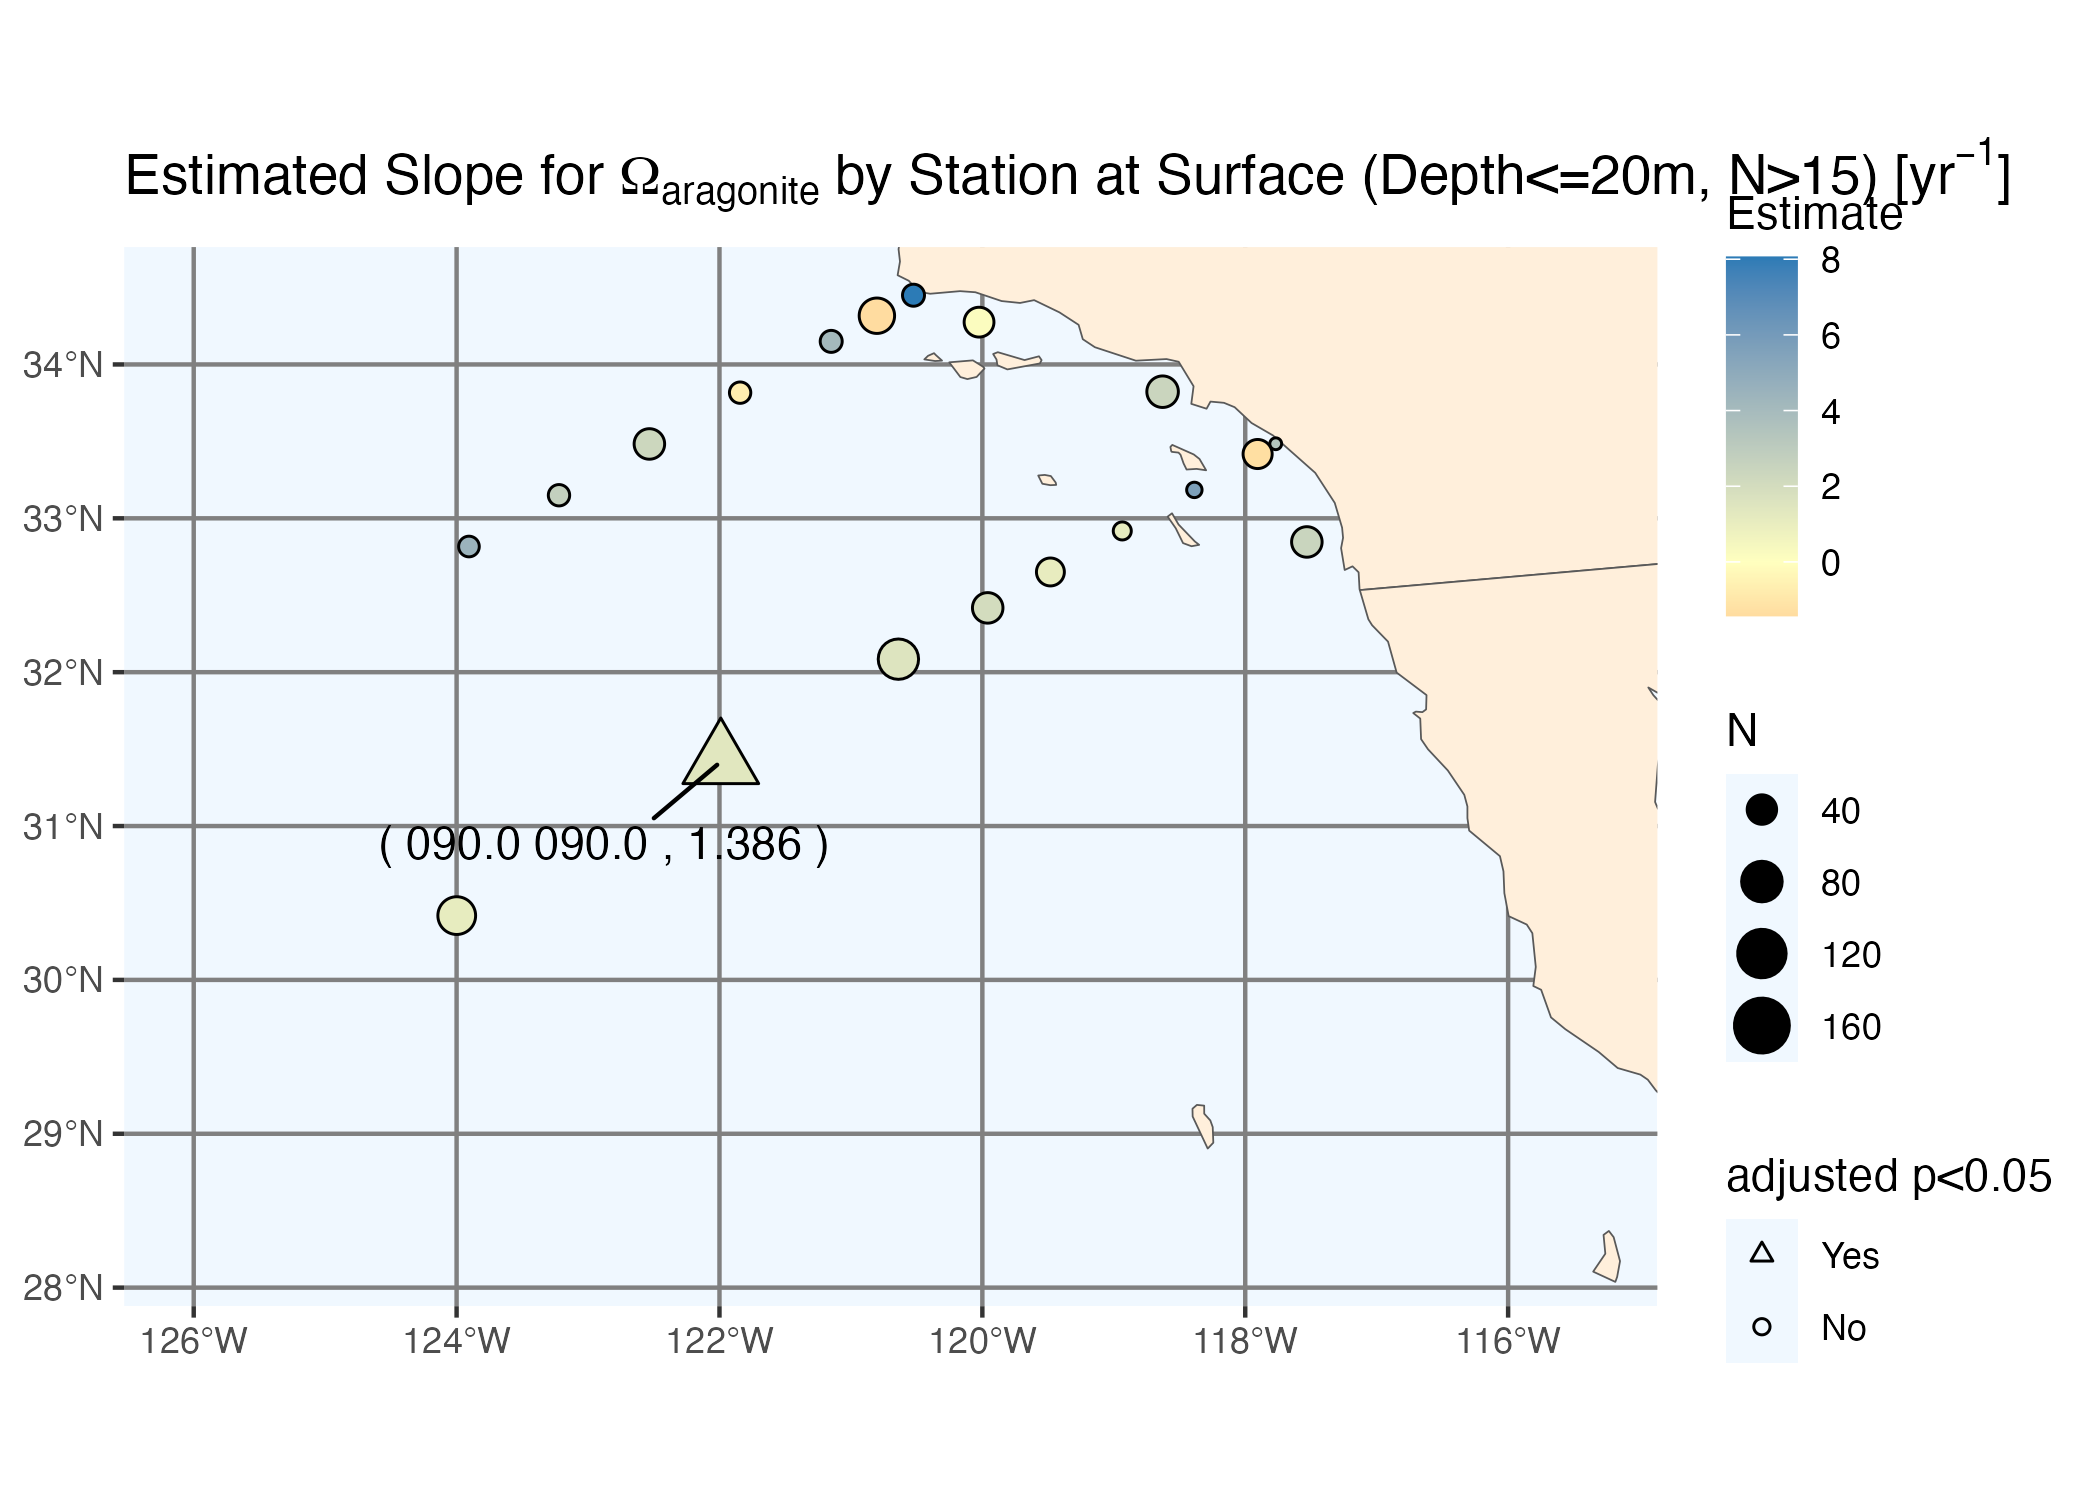 Estimated Slope for Ωaragonite by Station at Surface (Depth<=20m, N>15) [yr−1]
Estimate
8
6
4
2
0
34°N
33°N
32°N
31°N
30°N
29°N
28°N
( 090.0 090.0 , 1.386 )
126°W 124°W 122°W 120°W 118°W 116°W
N
40
80
120
160
adjusted p<0.05
Yes
No